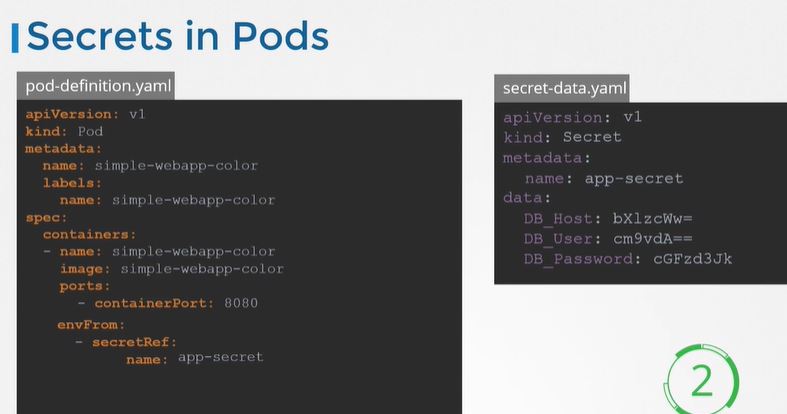 Secrets in Pods
pod-definition.yaml
apiVersion: v1
kind: Pod
metadata:
  name: simple-webapp-color
  labels:
    name: simple-webapp-color
spec:
  containers:
  - name: simple-webapp-color
    image: simple-webapp-color
    ports:
      - containerPort: 8080
    envFrom:
      - secretRef:
            name: app-secret
secret-data.yaml
apiVersion: v1
kind: Secret
metadata:
  name: app-secret
data:
  DB_Host: bXlzcWw=
  DB_User: cm9vdA==
  DB_Password: cGFzd3Jk
2